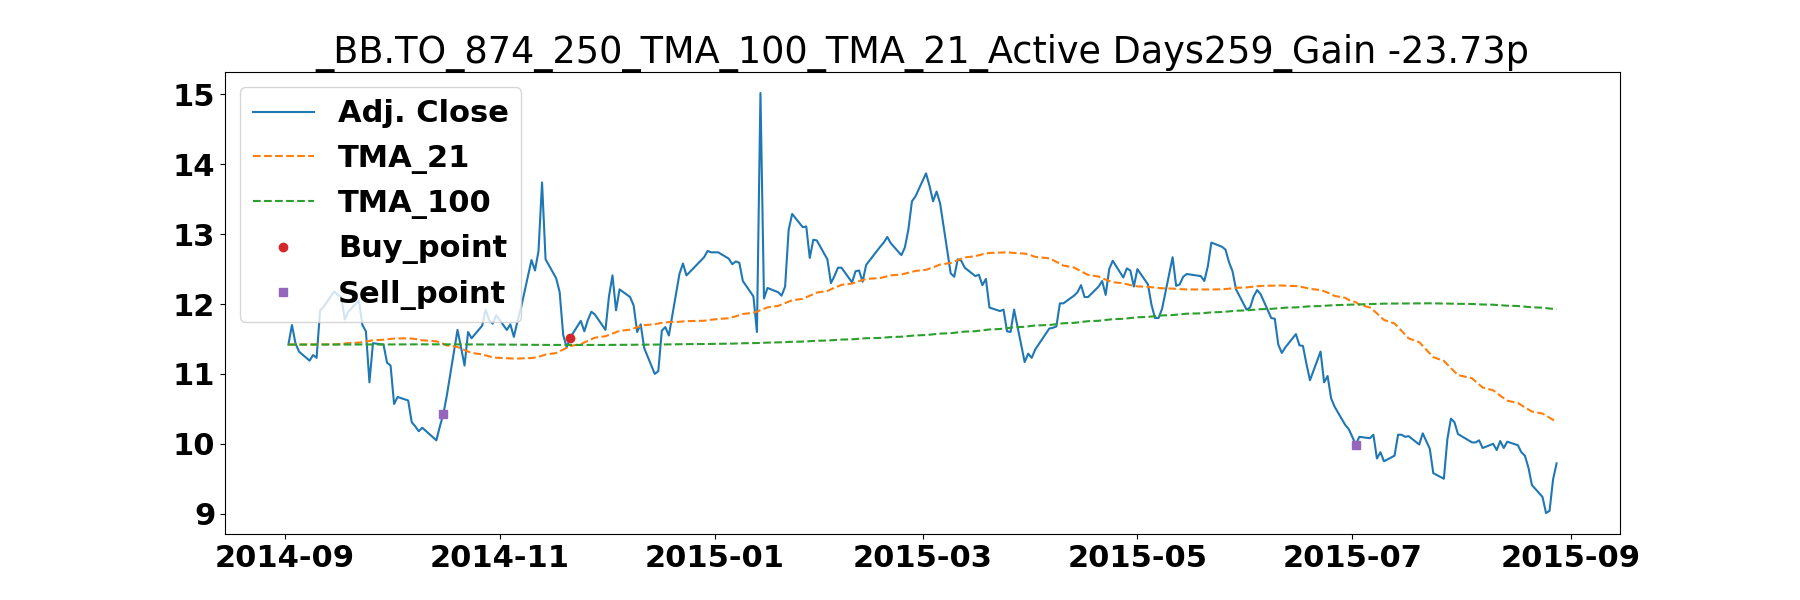 _BB.TO_874_250_TMA_100_TMA_21_Active Days259_Gain -23.73p
15
14
13
12
11
10
9
Adj. Close
TMA_21
TMA_100
Buy_point
Sell_point
2014-09 2014-11 2015-01 2015-03 2015-05 2015-07 2015-09